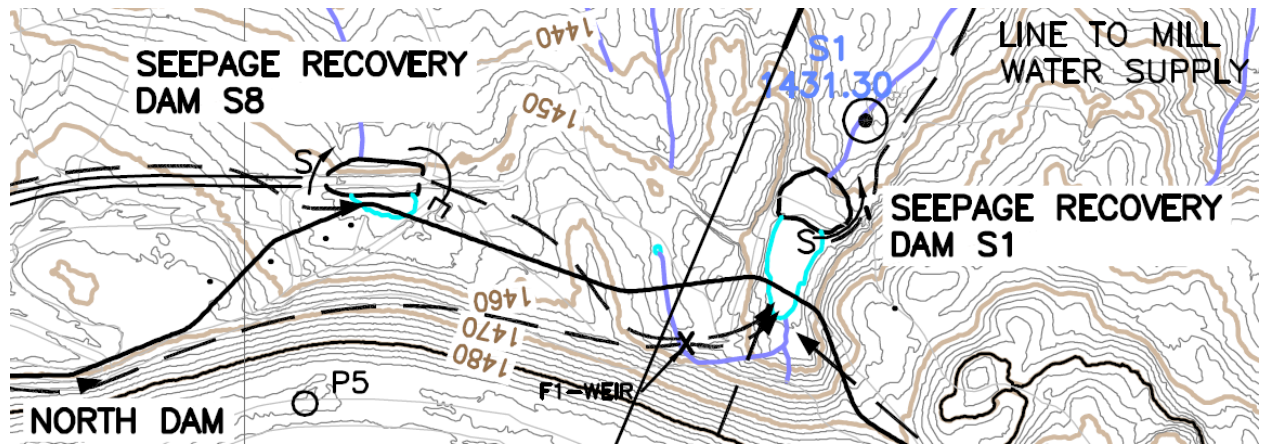 SEEPAGE RECOVERY
DAM S8
1440
S1
1431.30
LINE TO MILL
WATER SUPPLY
1450
S
SEEPAGE RECOVERY
DAM S1
S
1460
1470
1480
X
F1-WEIR
P5
NORTH DAM